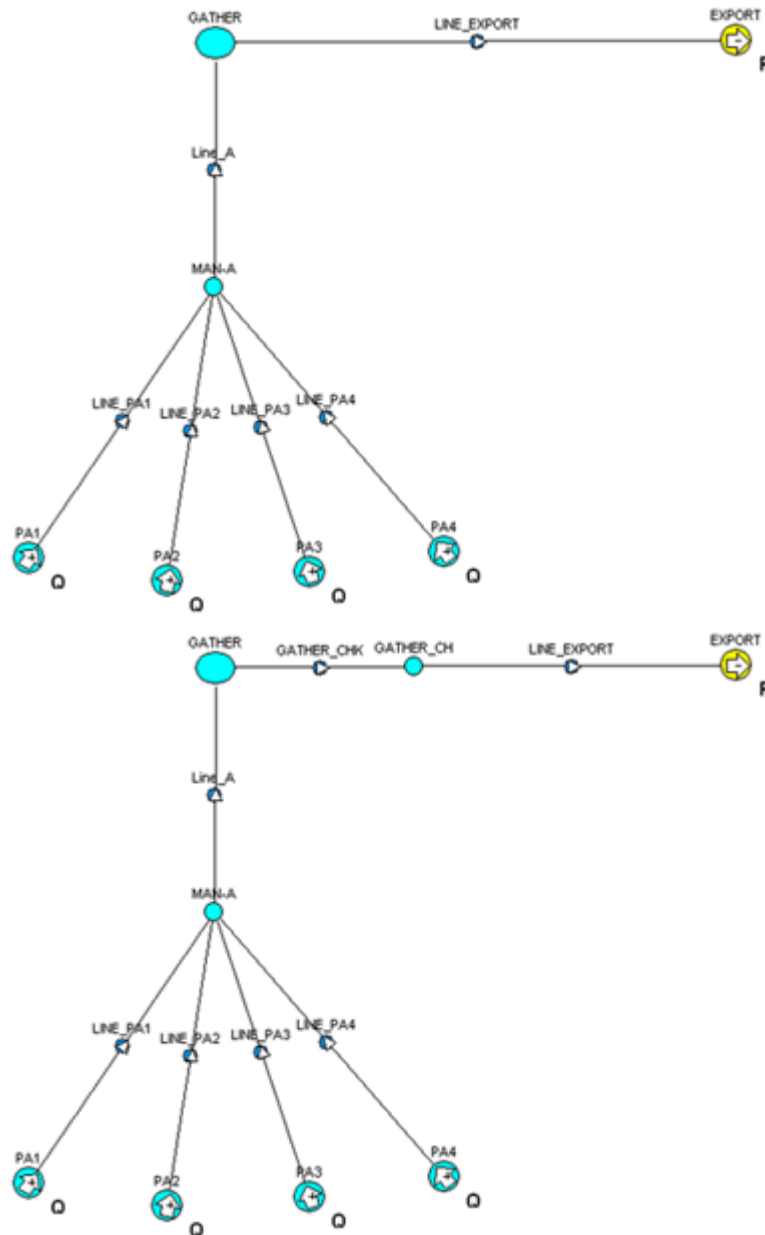 GATHER LINE_EXPORT EXPORT
Line_A
MAN-A
LINE_PA1 LINE_PA2 LINE_PA3 LINE_PA4
PA1 PA2 PA3 PA4
Q Q Q Q
GATHER GATHER_CHK GATHER_CH LINE_EXPORT EXPORT
Line_A
MAN-A
LINE_PA1 LINE_PA2 LINE_PA3 LINE_PA4
PA1 PA2 PA3 PA4
Q Q Q Q